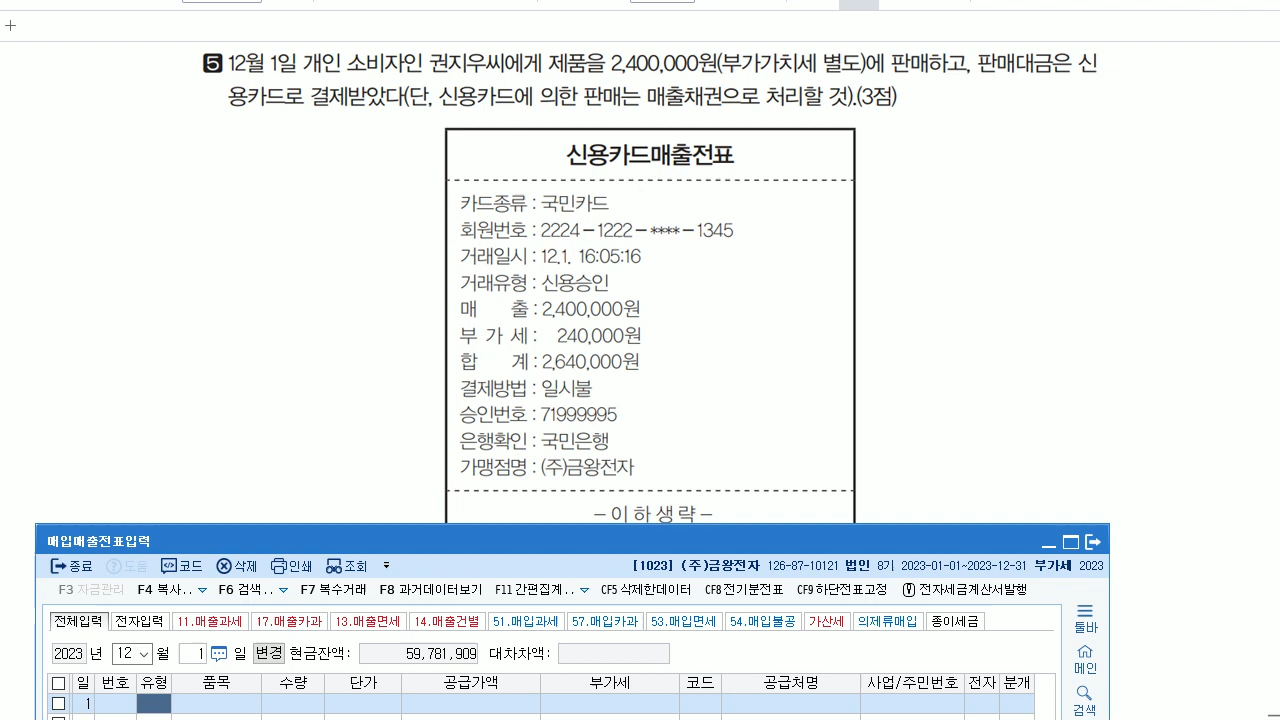 5 12월 1일 개인 소비자인 권지우씨에게 제품을 2,400,000원(부가가치세 별도)에 판매하고, 판매대금은 신
용카드로 결제받았다(단, 신용카드에 의한 판매는 매출채권으로 처리할 것).(3점)
신용카드매출전표
카드종류 : 국민카드
회원번호 : 2224 – 1222 – **** – 1345
거래일시 : 12.1. 16:05:16
거래유형 : 신용승인
매 출 : 2,400,000원
부 가 세 : 240,000원
합 계 : 2,640,000원
결제방법 : 일시불
승인번호 : 71999995
은행확인 : 국민은행
가맹점명 : (주)금왕전자
– 이 하 생 략 –
매입매출전표입력
종료 도움 코드 삭제 인쇄 조회 [1023] (주)금왕전자 126-87-10121 법인 8기 2023-01-01~2023-12-31 부가세 2023
F3 자금관리 F4 복사.. F6 검색.. F7 복수거래 F8 과거데이터보기 F11 간편집계.. CF5 삭제한데이터 CF8 전기분전표 CF9 하단전표고정 전자세금계산서발행
전체입력 전자입력 11.매출과세 17.매출카과 13.매출면세 14.매출건별 51.매입과세 57.매입카과 53.매입면세 54.매입불공 가산세 의제류매입 종이세금
툴바
2023 년 12 월 1 일 변경 현금잔액: 59,781,909 대차차액:
메인
일 번호 유형 품목 수량 단가 공급가액 부가세 코드 공급처명 사업/주민번호 전자 분개
1
검색